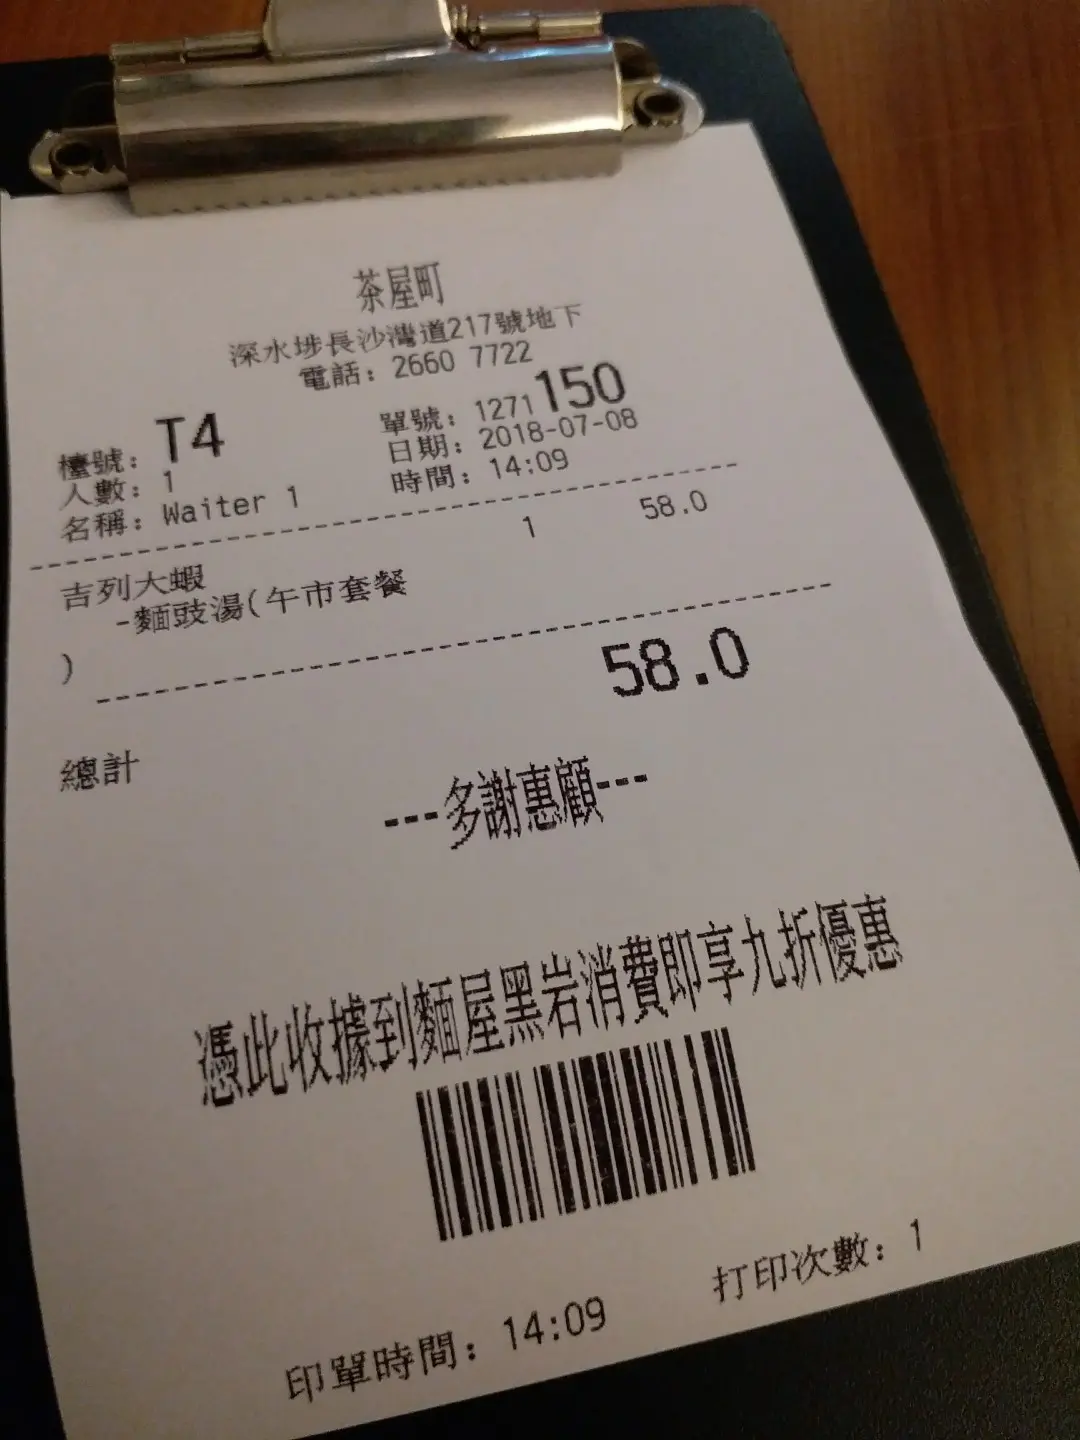 茶屋町
深水埗長沙灣道217號地下
電話：2660 7722
檯號：T4
單號：1271150
人數：1
日期：2018-07-08
名稱：Waiter 1
時間：14:09
吉列大蝦 1 58.0
-麵豉湯(午市套餐
)
總計 58.0
---多謝惠顧---
憑此收據到麵屋黑岩消費即享九折優惠
打印次數：1
印單時間：14:09